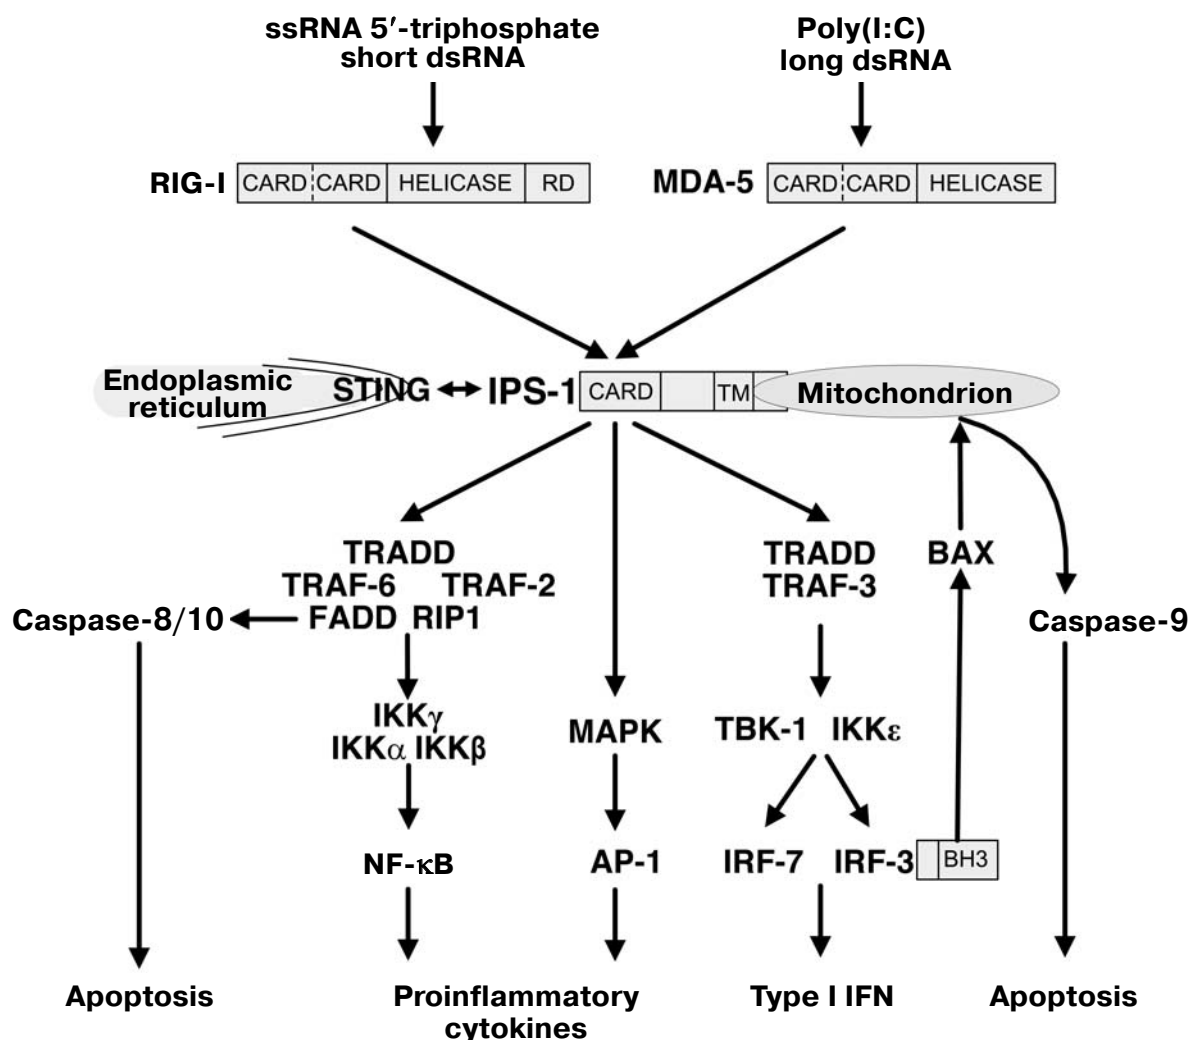 ssRNA 5′-triphosphate
short dsRNA
Poly(I:C)
long dsRNA
RIG-I CARD CARD HELICASE RD
MDA-5 CARD CARD HELICASE
Endoplasmic
reticulum
STING IPS-1 CARD TM Mitochondrion
TRADD
TRAF-6 TRAF-2
FADD RIP1
Caspase-8/10
TRADD
TRAF-3
BAX
Caspase-9
IKKγ
IKKα IKKβ
MAPK
TBK-1 IKKε
NF-κB
AP-1
IRF-7 IRF-3 BH3
Apoptosis
Proinflammatory
cytokines
Type I IFN
Apoptosis